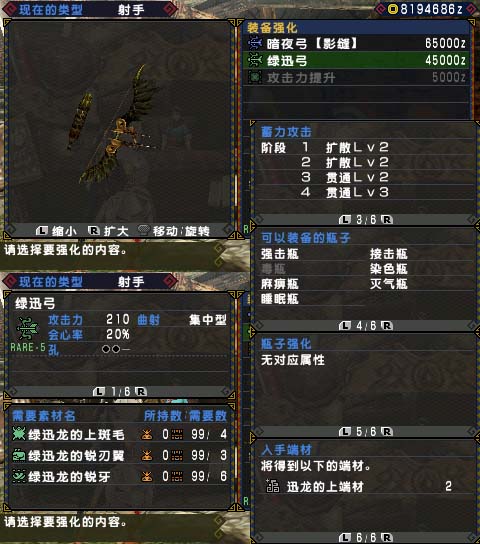 现在的类型 射手
缩小 R 扩大 移动/旋转
请选择要强化的内容。
8194686z
装备强化
暗夜弓【影缝】 65000z
绿迅弓 45000z
攻击力提升 5000z
蓄力攻击
阶段 1 扩散Lv2
2 扩散Lv2
3 贯通Lv2
4 贯通Lv3
L 3/6 R
可以装备的瓶子
强击瓶 接击瓶
毒瓶 染色瓶
麻痹瓶 灭气瓶
睡眠瓶
L 4/6 R
瓶子强化
无对应属性
L 5/6 R
入手端材
将得到以下的端材。
迅龙的上端材 2
L 6/6 R
现在的类型 射手
绿迅弓
攻击力 210 曲射 集中型
会心率 20%
RARE-5 孔 ●●―
L 1/6 R
需要素材名 所持数/需要数
绿迅龙的上斑毛 0 99/ 4
绿迅龙的锐刃翼 0 99/ 3
绿迅龙的锐牙 0 99/ 6
请选择要强化的内容。